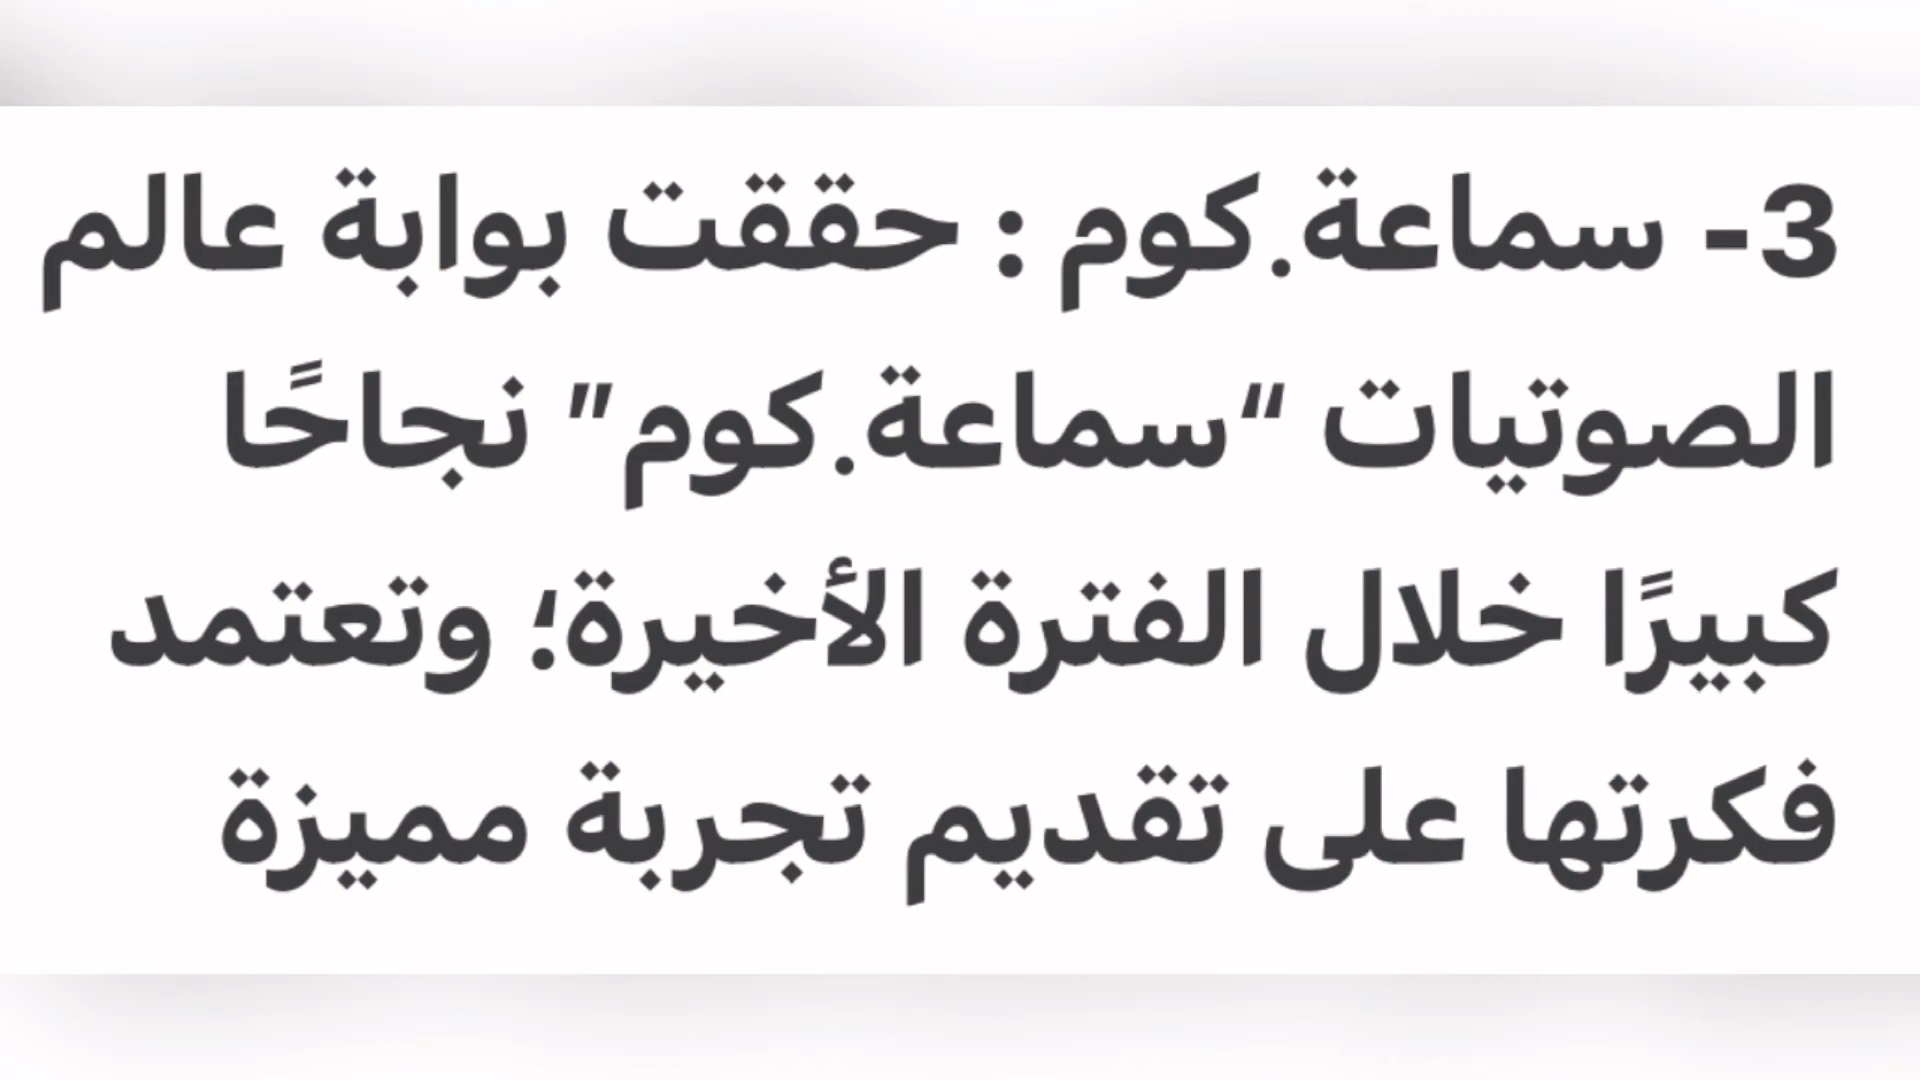 3- سماعة.كوم : حققت بوابة عالم
الصوتيات “سماعة.كوم” نجاحًا
كبيرًا خلال الفترة الأخيرة؛ وتعتمد
فكرتها على تقديم تجربة مميزة